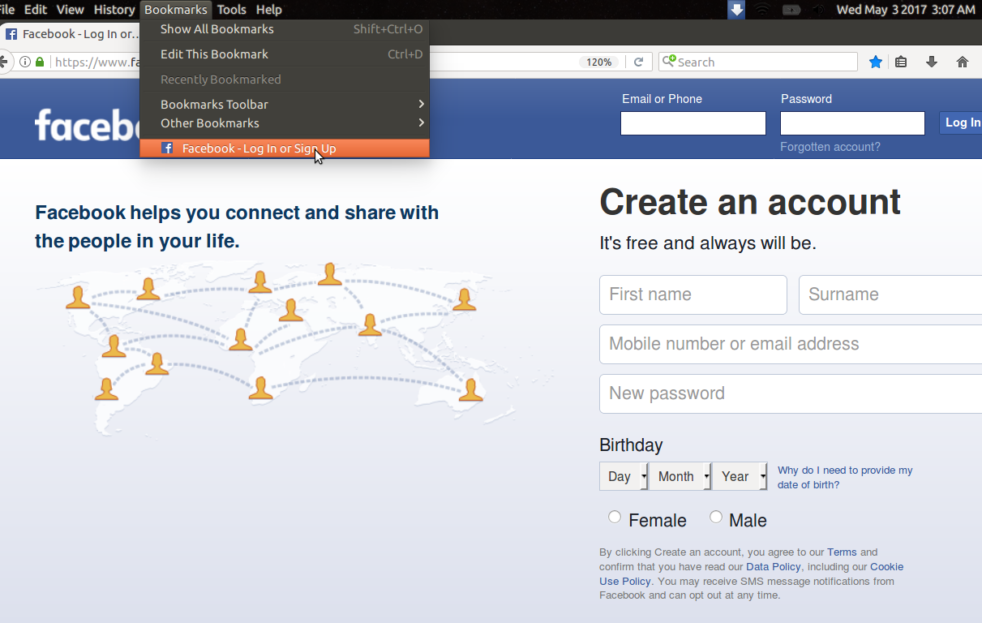 File Edit View History Bookmarks Tools Help
Wed May 3 2017 3:07 AM
Facebook - Log In or...
Show All Bookmarks Shift+Ctrl+O
Edit This Bookmark Ctrl+D
Recently Bookmarked
Bookmarks Toolbar
Other Bookmarks
Facebook - Log In or Sign Up
https://www.fa
120%
Search
faceb
Email or Phone
Password
Log In
Forgotten account?
Facebook helps you connect and share with
the people in your life.
Create an account
It's free and always will be.
First name
Surname
Mobile number or email address
New password
Birthday
Day Month Year
Why do I need to provide my
date of birth?
Female Male
By clicking Create an account, you agree to our Terms and
confirm that you have read our Data Policy, including our Cookie
Use Policy. You may receive SMS message notifications from
Facebook and can opt out at any time.